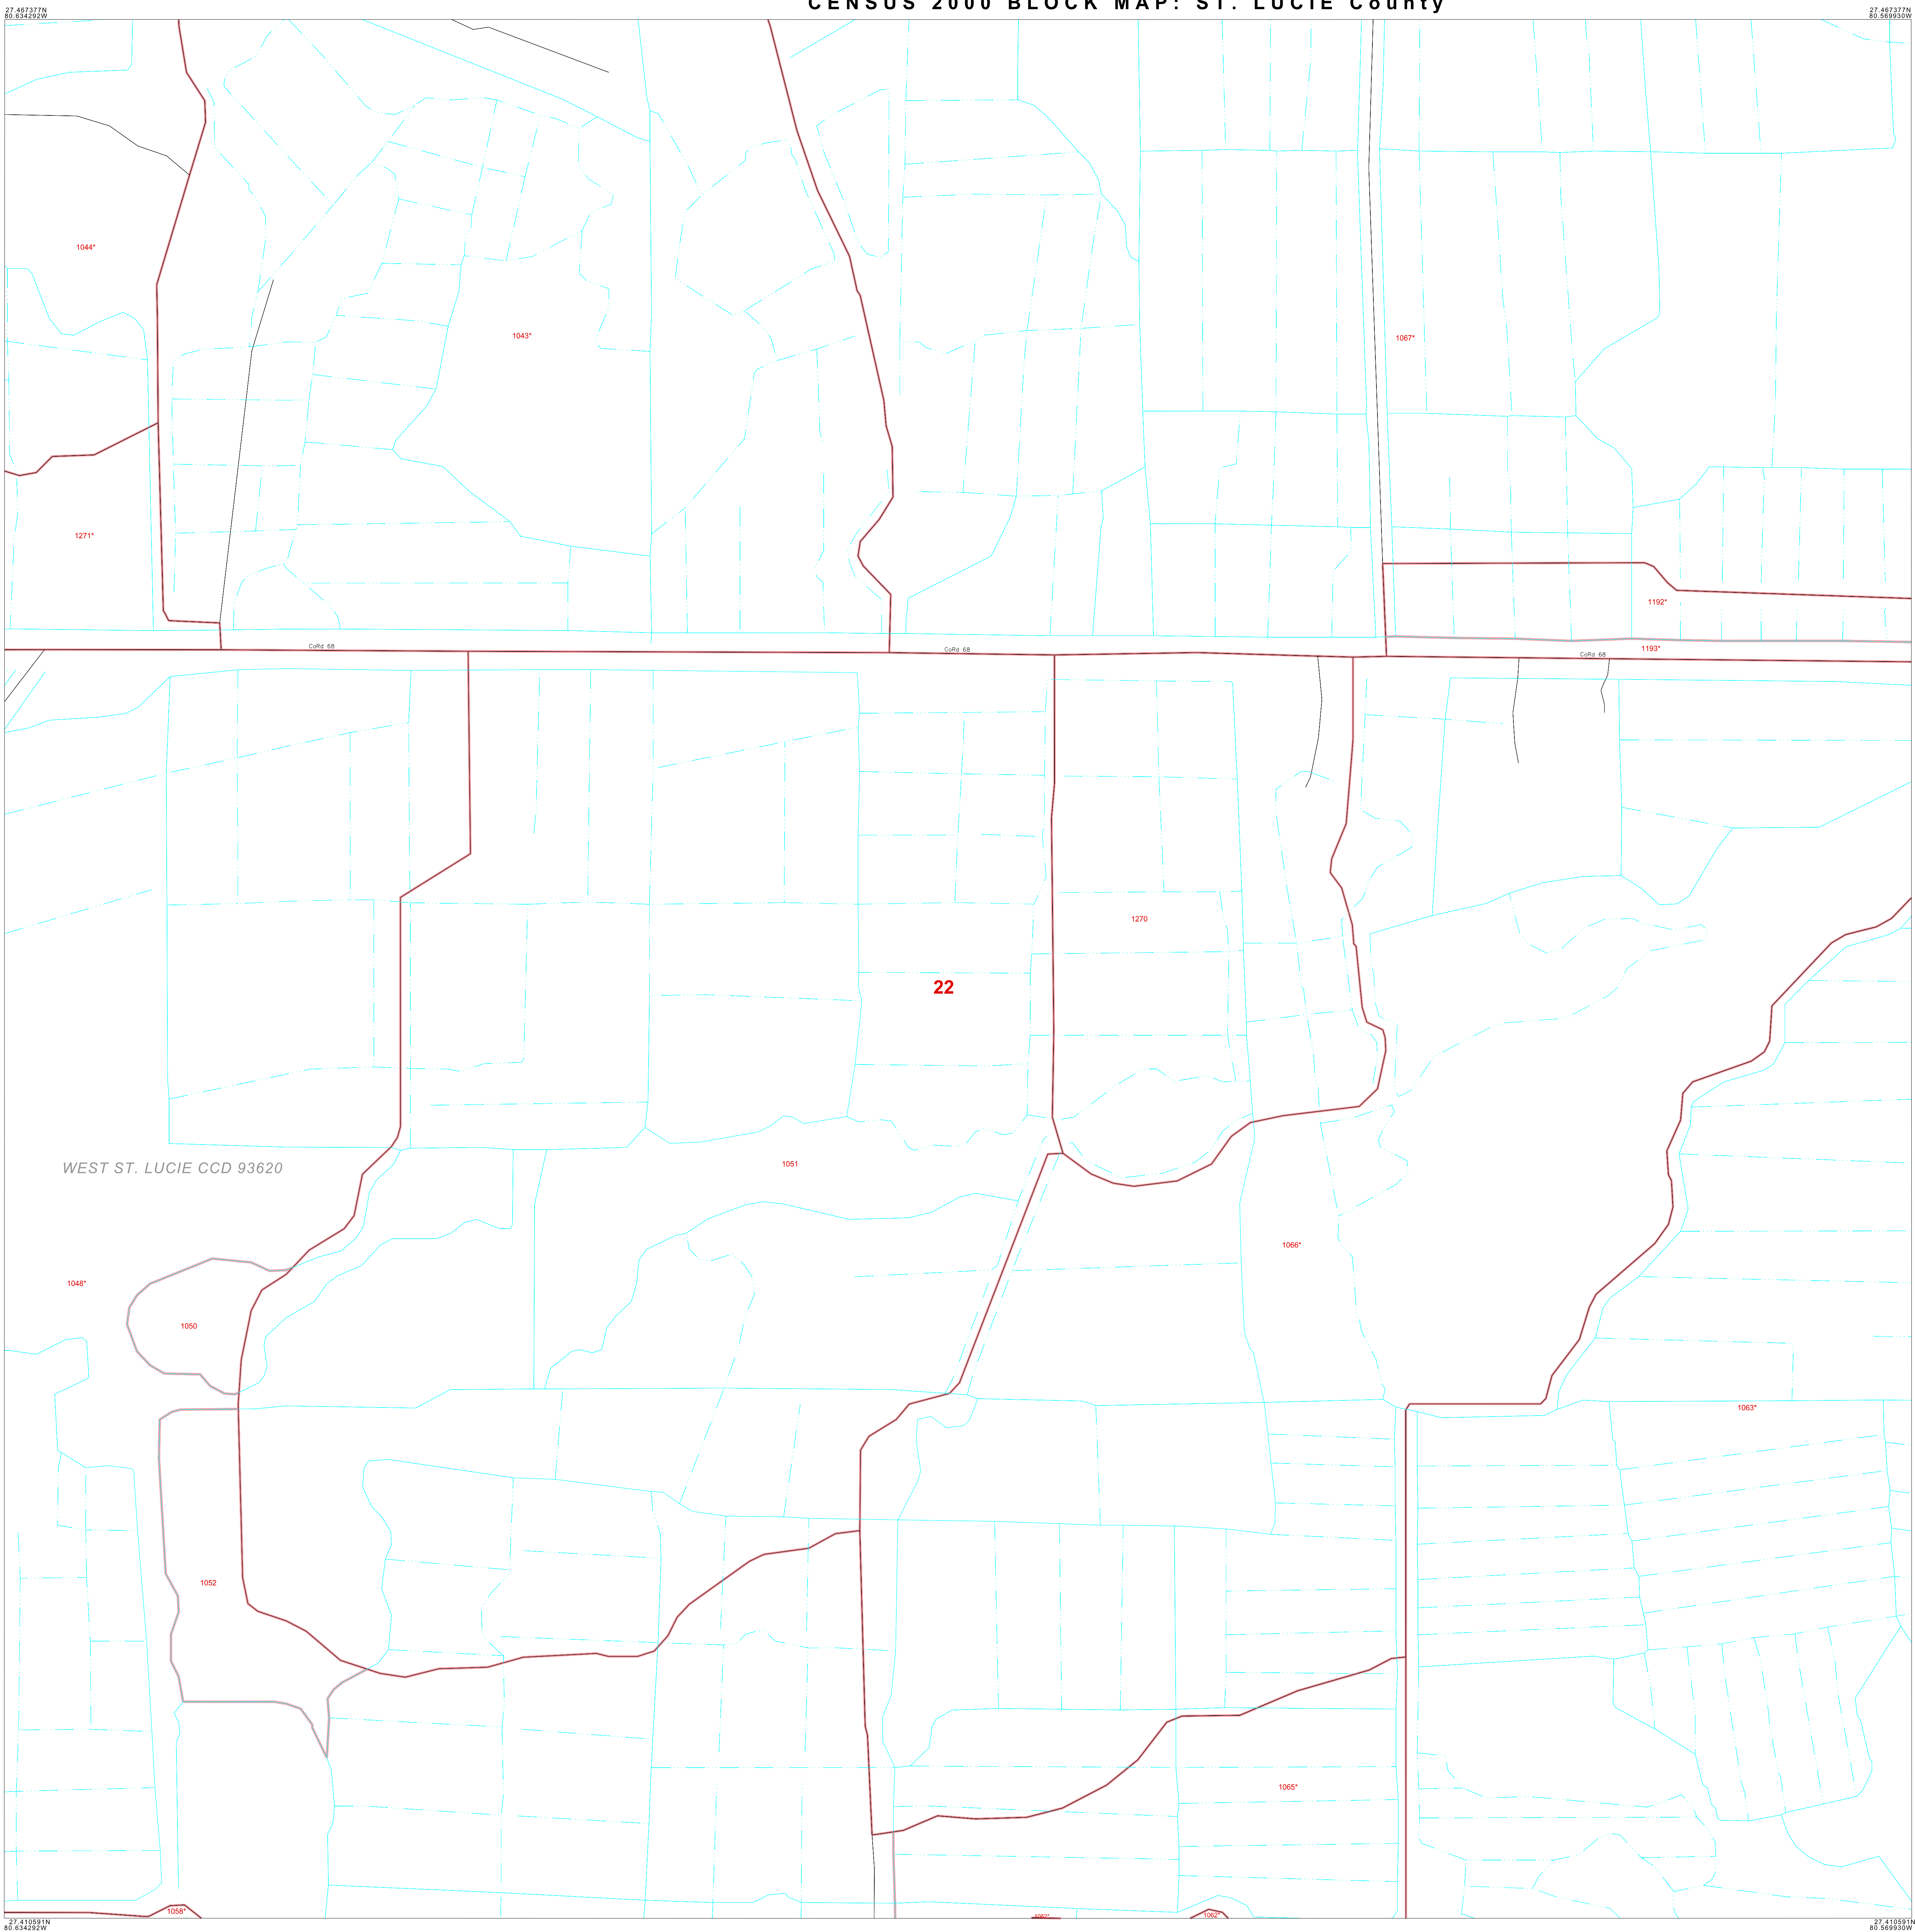 CENSUS 2000 BLOCK MAP: ST. LUCIE County
27.467377N
80.634292W
27.467377N
80.569930W
1044*
1043*
1067*
1271*
1192*
CoRd 68
CoRd 68
1193*
CoRd 68
1270
22
WEST ST. LUCIE CCD 93620
1051
1066*
1048*
1050
1063*
1052
1065*
1058*
1062*
1062*
27.410591N
80.634292W
27.410591N
80.569930W